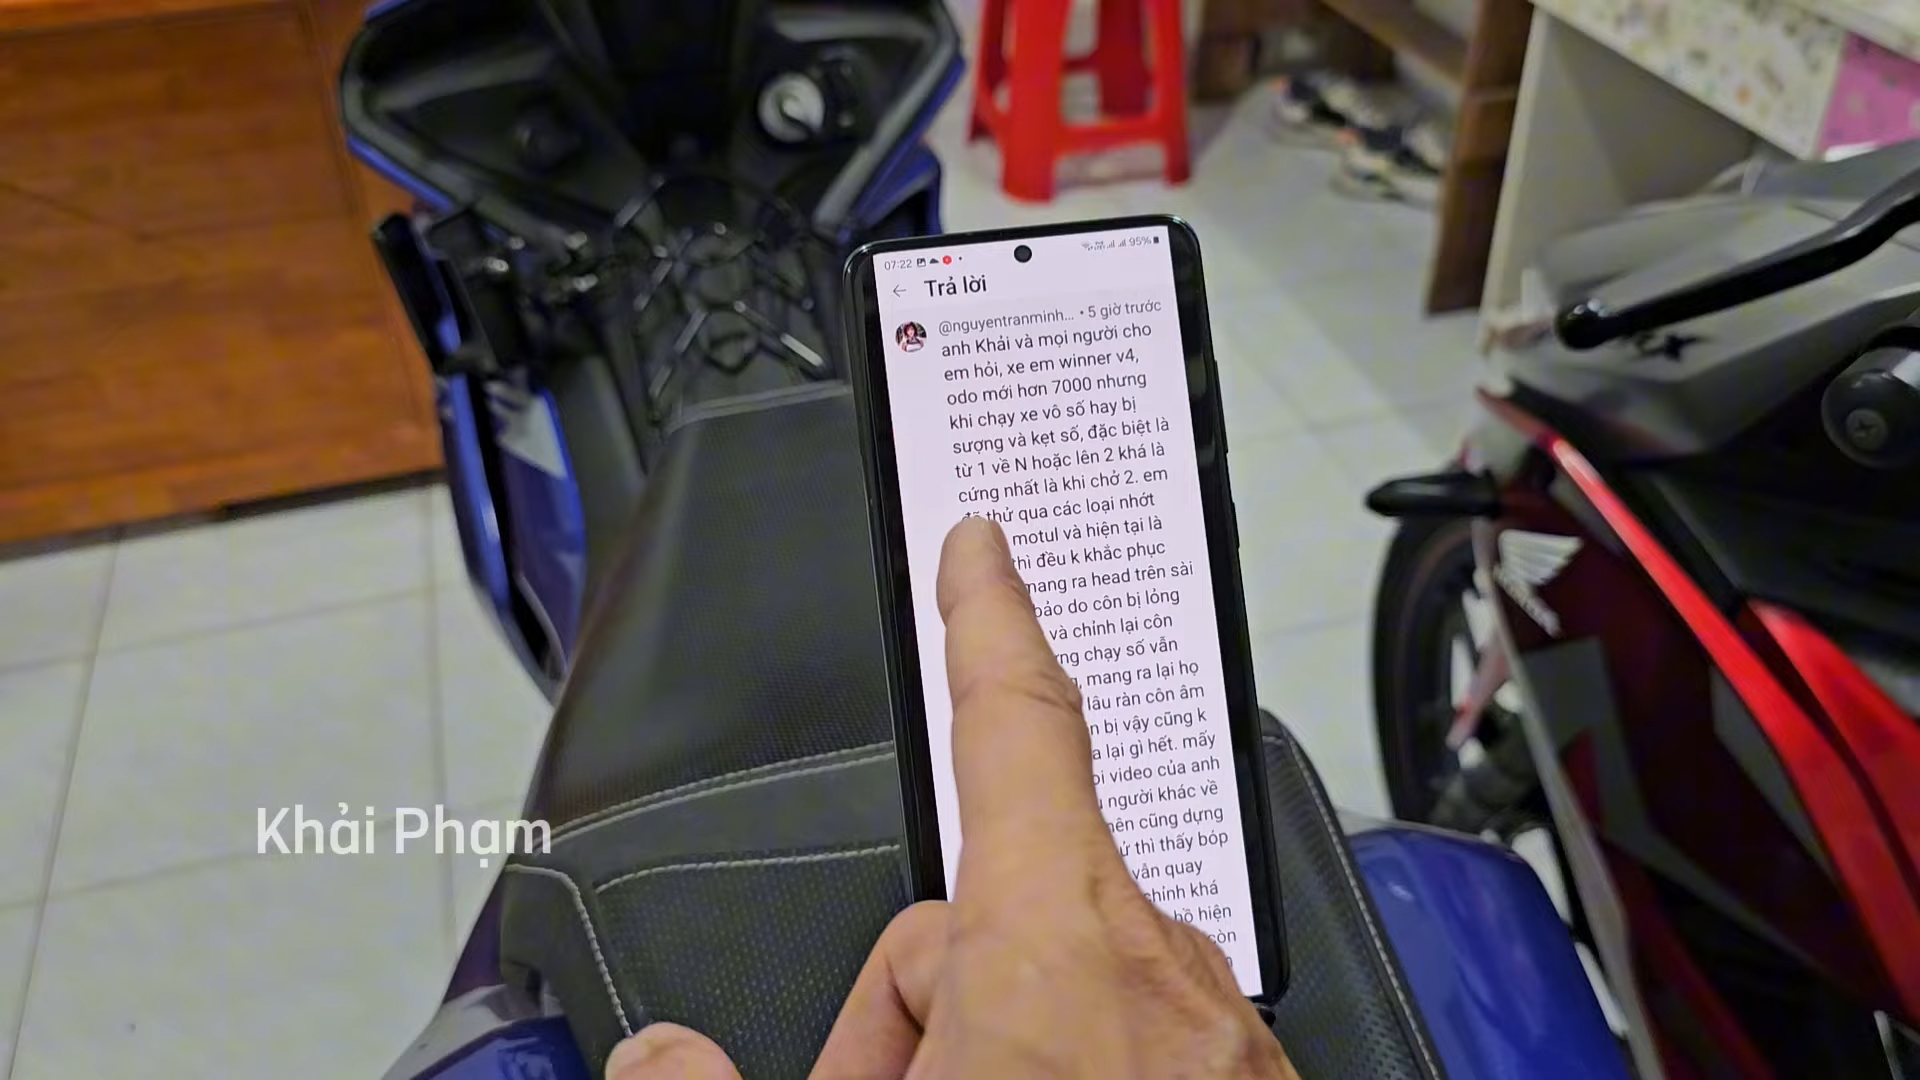 07:22
95%
Trả lời
@nguyentranminh... • 5 giờ trước
anh Khải và mọi người cho
em hỏi, xe em winner v4,
odo mới hơn 7000 nhưng
khi chạy xe vô số hay bị
sượng và kẹt số, đặc biệt là
từ 1 về N hoặc lên 2 khá là
cứng nhất là khi chở 2. em
đã thử qua các loại nhớt
motul và hiện tại là
thì đều k khắc phục
mang ra head trên sài
bảo do côn bị lỏng
và chỉnh lại côn
chạy số vẫn
mang ra lại họ
lâu ràn côn âm
bị vậy cũng k
lại gì hết. mấy
video của anh
người khác về
nên cũng dựng
thì thấy bóp
vẫn quay
chỉnh khá
hồ hiện
còn
Khải Phạm